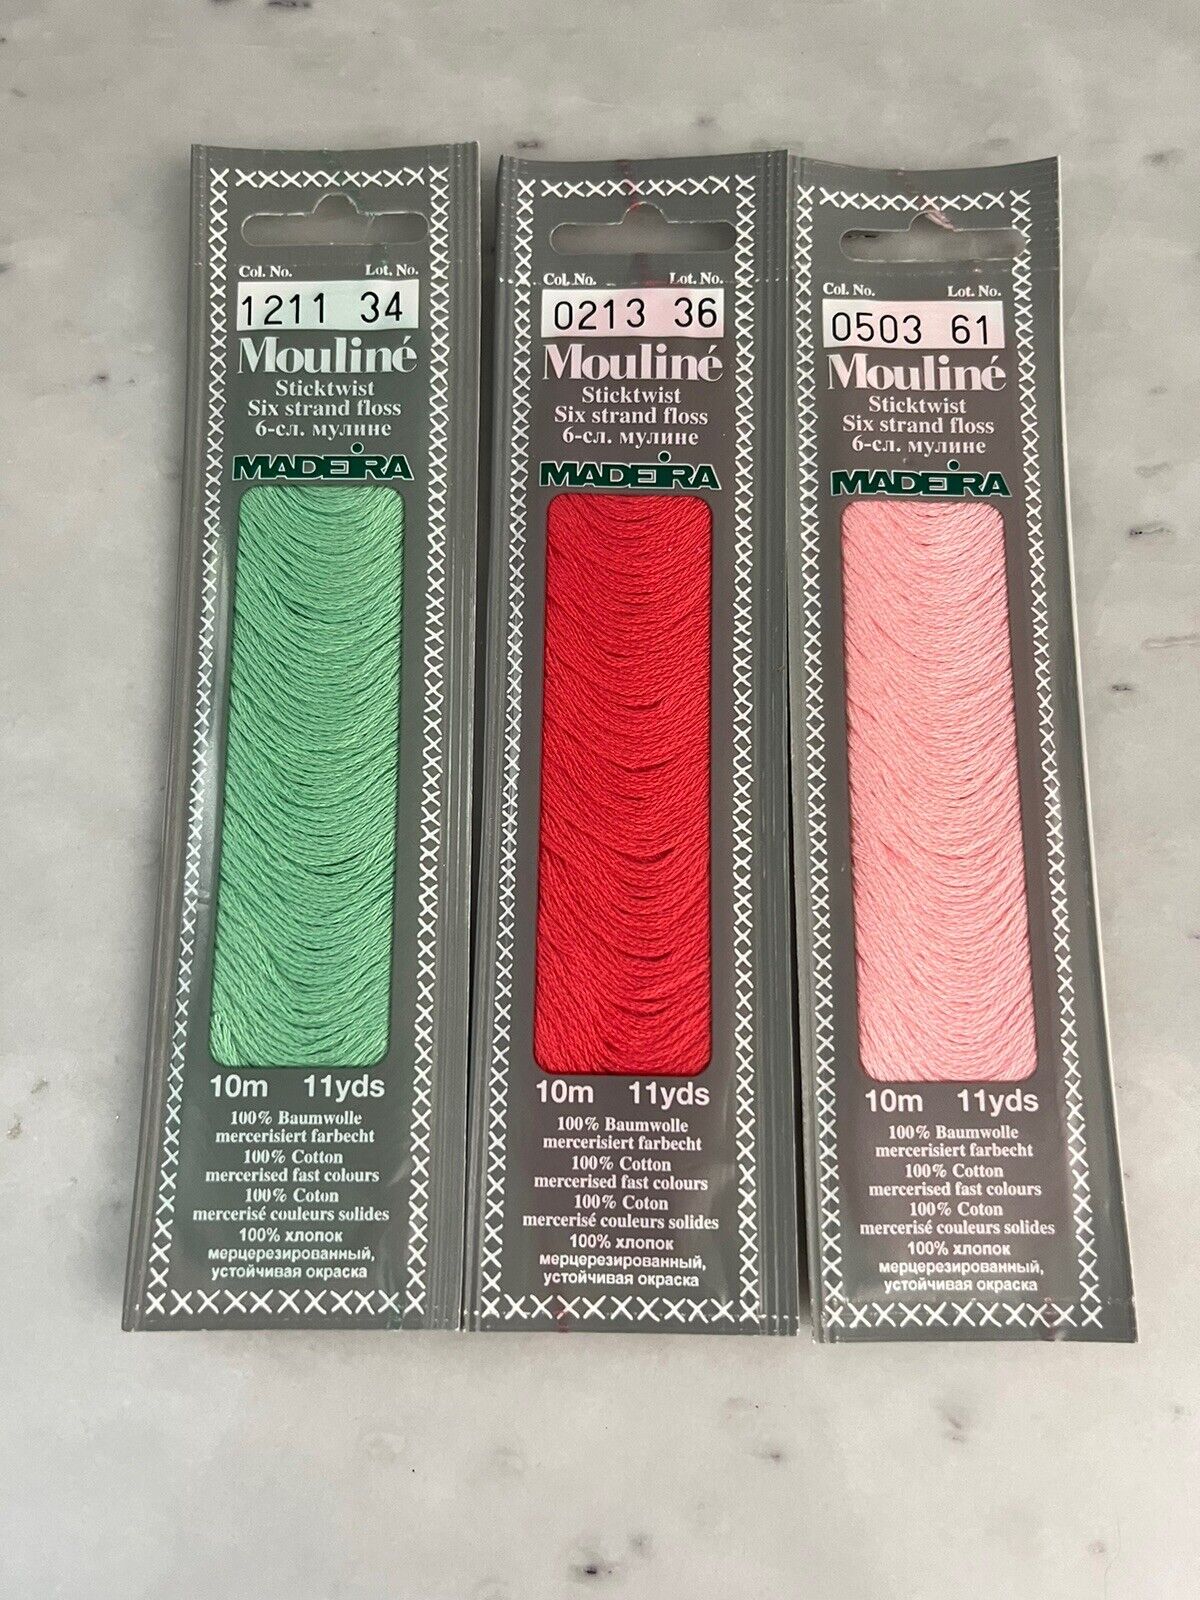 Col. No. Lot. No.
1211 34
Mouliné
Sticktwist
Six strand floss
6-сл. мулине
MADEIRA
10m 11yds
100% Baumwolle
mercerisiert farbecht
100% Cotton
mercerised fast colours
100% Coton
mercerisé couleurs solides
100% хлопок
мерцерезированный,
устойчивая окраска
Col. No. Lot. No.
0213 36
Mouliné
Sticktwist
Six strand floss
6-сл. мулине
MADEIRA
10m 11yds
100% Baumwolle
mercerisiert farbecht
100% Cotton
mercerised fast colours
100% Coton
mercerisé couleurs solides
100% хлопок
мерцерезированный,
устойчивая окраска
Col. No. Lot. No.
0503 61
Mouliné
Sticktwist
Six strand floss
6-сл. мулине
MADEIRA
10m 11yds
100% Baumwolle
mercerisiert farbecht
100% Cotton
mercerised fast colours
100% Coton
mercerisé couleurs solides
100% хлопок
мерцерезированный,
устойчивая окраска